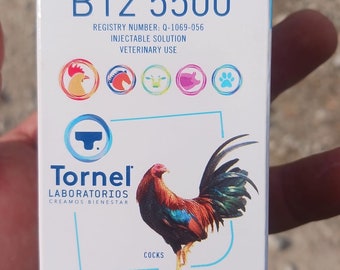 B12 5500
REGISTRY NUMBER: Q-1069-056
INJECTABLE SOLUTION
VETERINARY USE
Tornel
LABORATORIOS
CREAMOS BIENESTAR
COCKS